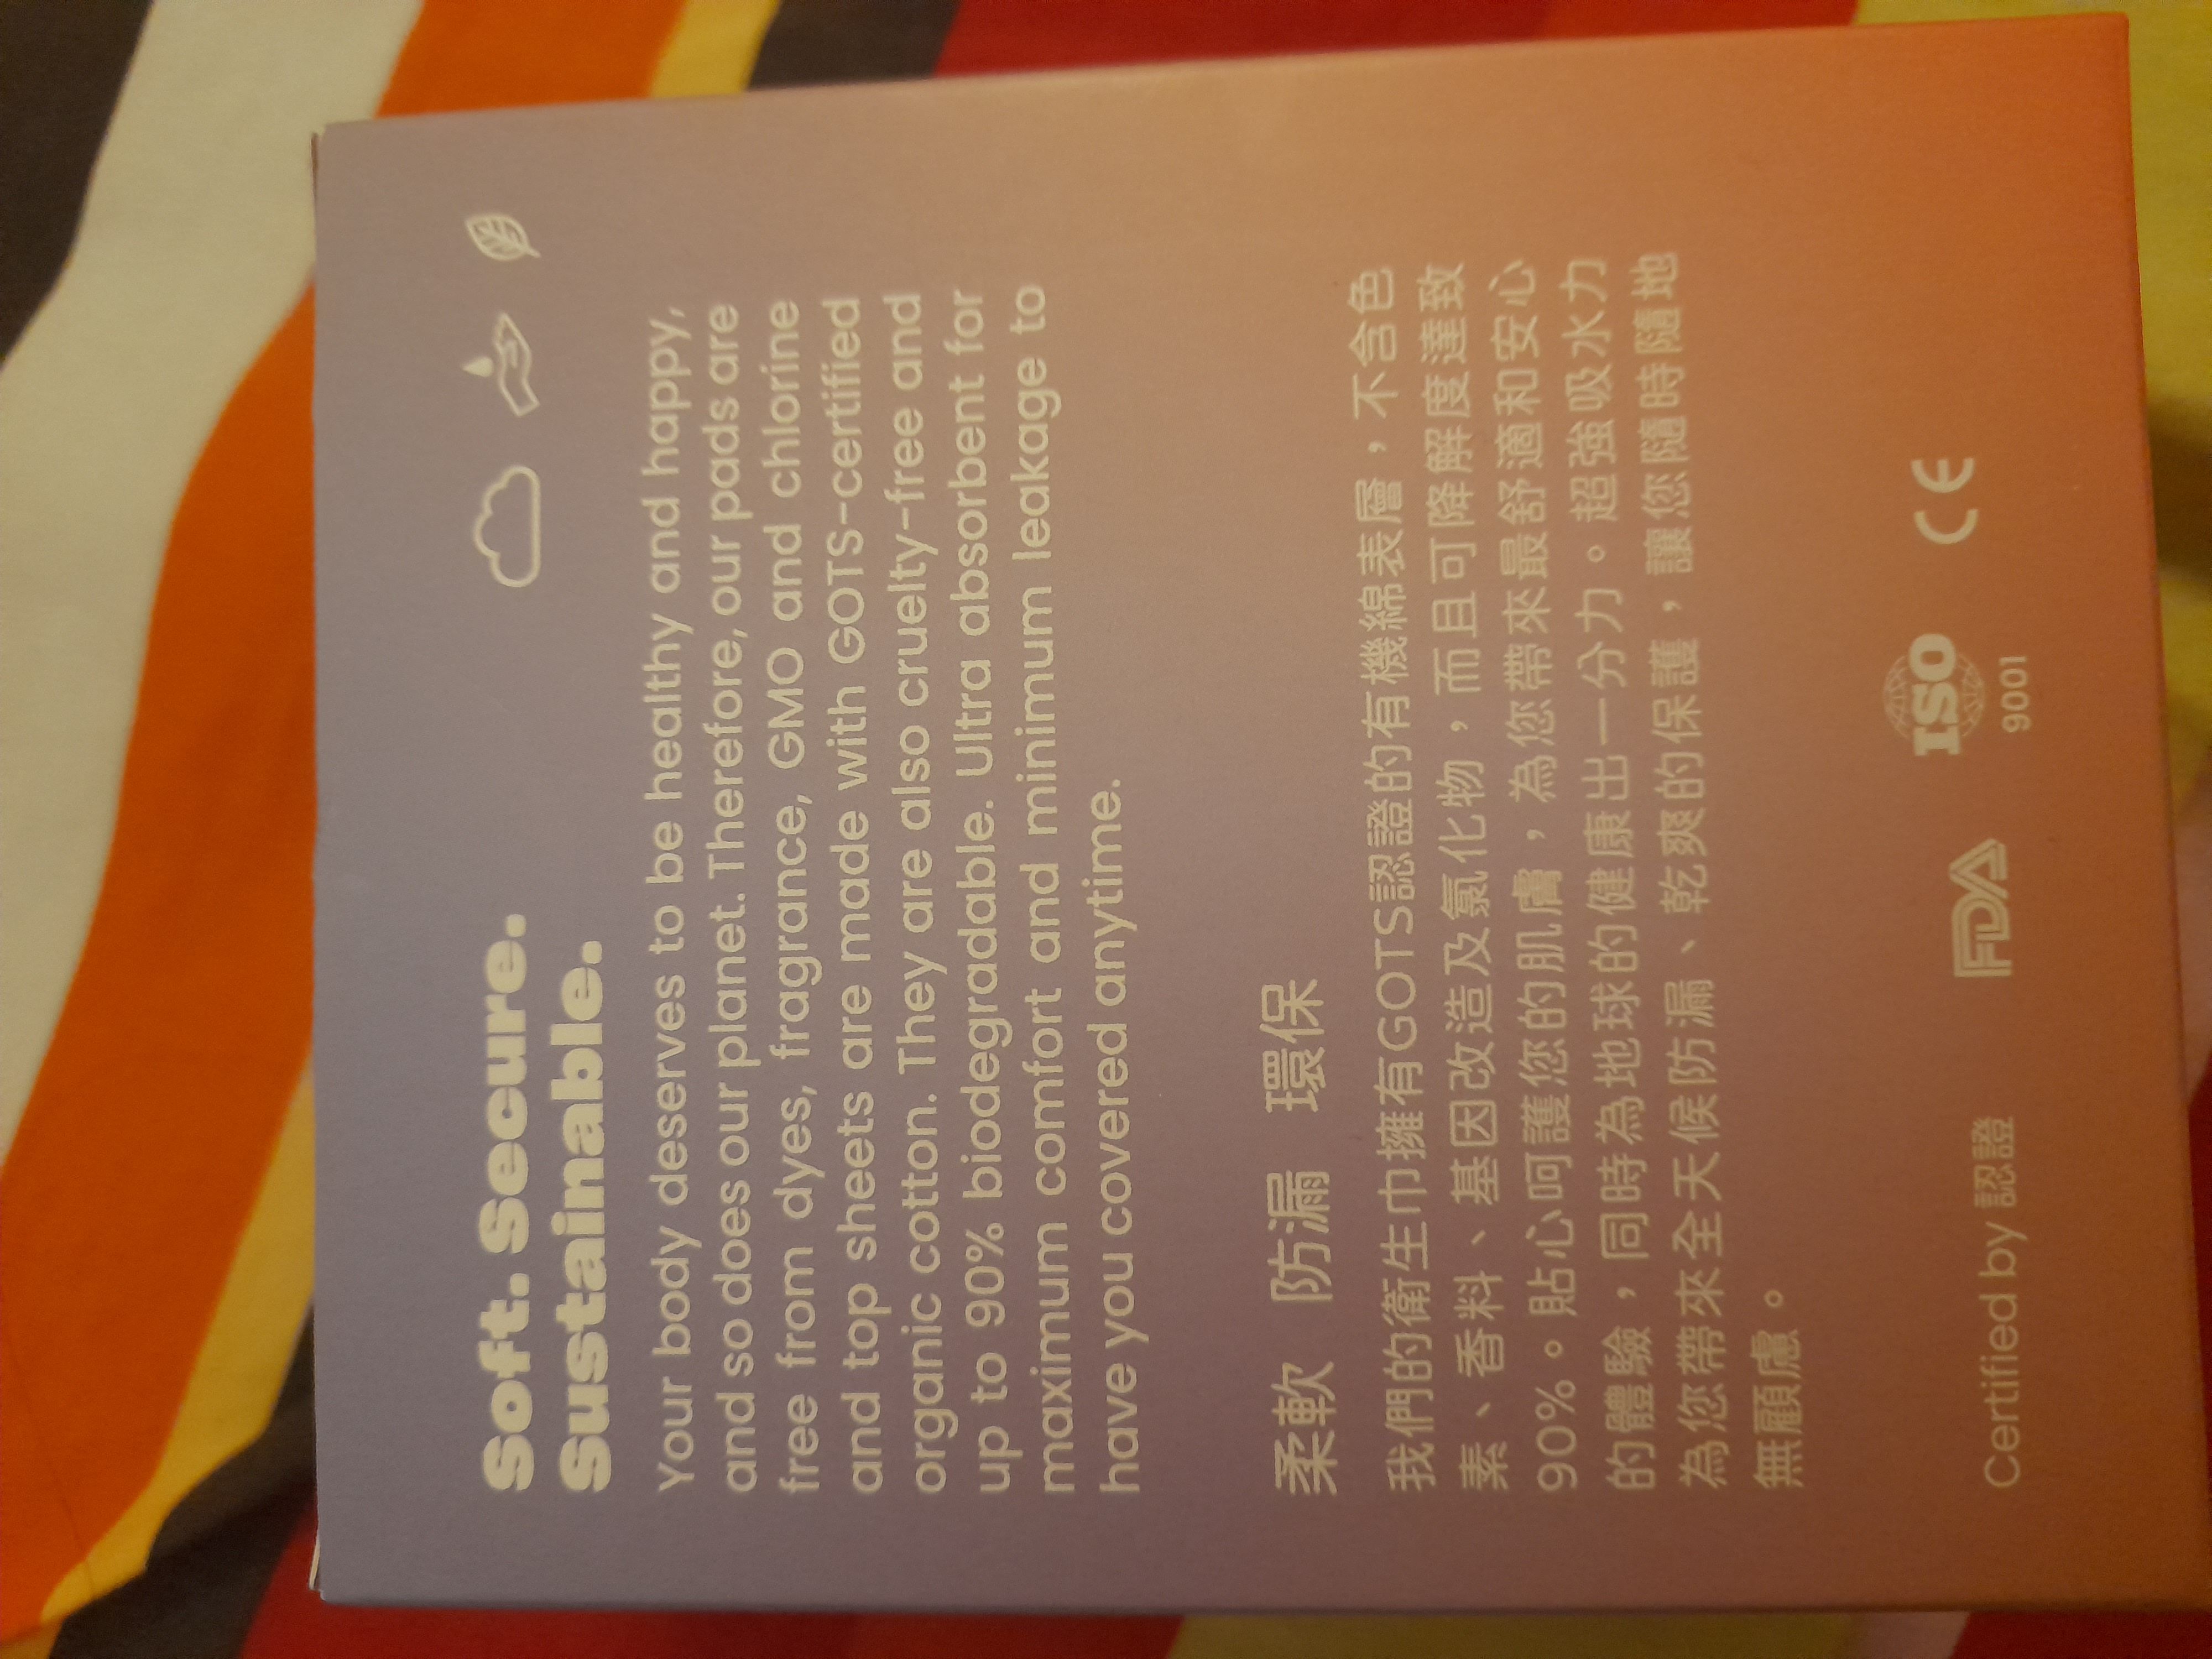 Soft. Secure.
Sustainable.
Your body deserves to be healthy and happy,
and so does our planet. Therefore, our pads are
free from dyes, fragrance, GMO and chlorine
and top sheets are made with GOTS-certified
organic cotton. They are also cruelty-free and
up to 90% biodegradable. Ultra absorbent for
maximum comfort and minimum leakage to
have you covered anytime.
柔軟 防漏 環保
我們的衛生巾擁有GOTS認證的有機綿表層，不含色
素、香料、基因改造及氯化物，而且可降解度達致
90%。貼心呵護您的肌膚，為您帶來最舒適和安心
的體驗，同時為地球的健康出一分力。超強吸水力
為您帶來全天候防漏、乾爽的保護，讓您隨時隨地
無顧慮。
Certified by 認證 FDA ISO CE
9001